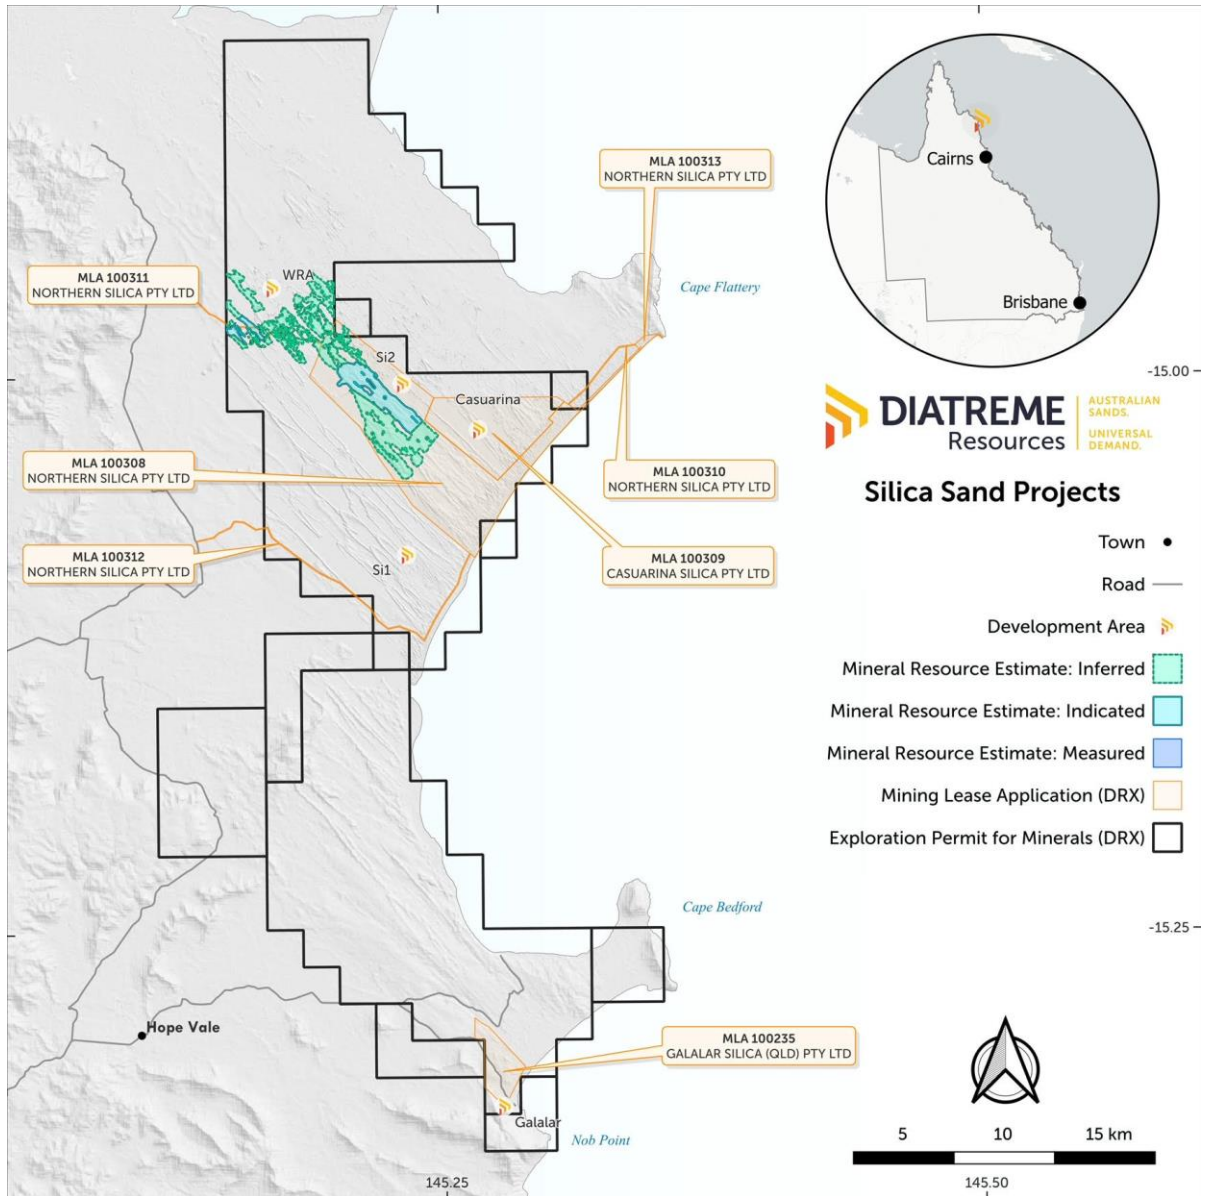 MLA 100313
NORTHERN SILICA PTY LTD
Cairns
Brisbane
WRA
MLA 100311
NORTHERN SILICA PTY LTD
Cape Flattery
Si2
Casuarina
-15.00
DIATREME
Resources
AUSTRALIAN
SANDS.
UNIVERSAL
DEMAND.
MLA 100308
NORTHERN SILICA PTY LTD
MLA 100310
NORTHERN SILICA PTY LTD
Silica Sand Projects
MLA 100312
NORTHERN SILICA PTY LTD
Si1
MLA 100309
CASUARINA SILICA PTY LTD
Town
Road
Development Area
Mineral Resource Estimate: Inferred
Mineral Resource Estimate: Indicated
Mineral Resource Estimate: Measured
Mining Lease Application (DRX)
Exploration Permit for Minerals (DRX)
Cape Bedford
-15.25
Hope Vale
MLA 100235
GALALAR SILICA (QLD) PTY LTD
Galalar
Nob Point
5 10 15 km
145.25
145.50